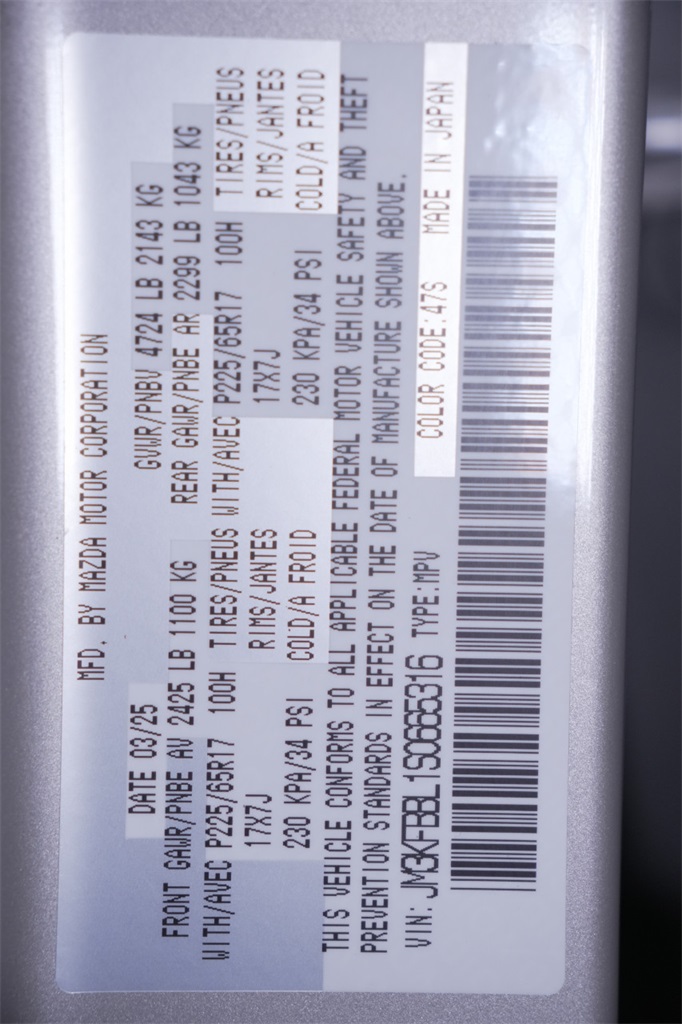 MFD. BY MAZDA MOTOR CORPORATION
DATE 03/25 GVWR/PNBV 4724 LB 2143 KG
FRONT GAWR/PNBE AV 2425 LB 1100 KG REAR GAWR/PNBE AR 2299 LB 1043 KG
WITH/AVEC P225/65R17 100H TIRES/PNEUS WITH/AVEC P225/65R17 100H TIRES/PNEUS
17X7J RIMS/JANTES 17X7J RIMS/JANTES
230 KPA/34 PSI COLD/A FROID 230 KPA/34 PSI COLD/A FROID
THIS VEHICLE CONFORMS TO ALL APPLICABLE FEDERAL MOTOR VEHICLE SAFETY AND THEFT
PREVENTION STANDARDS IN EFFECT ON THE DATE OF MANUFACTURE SHOWN ABOVE.
VIN: JM3KFBBL1S0665316 TYPE:MPV COLOR CODE:47S MADE IN JAPAN